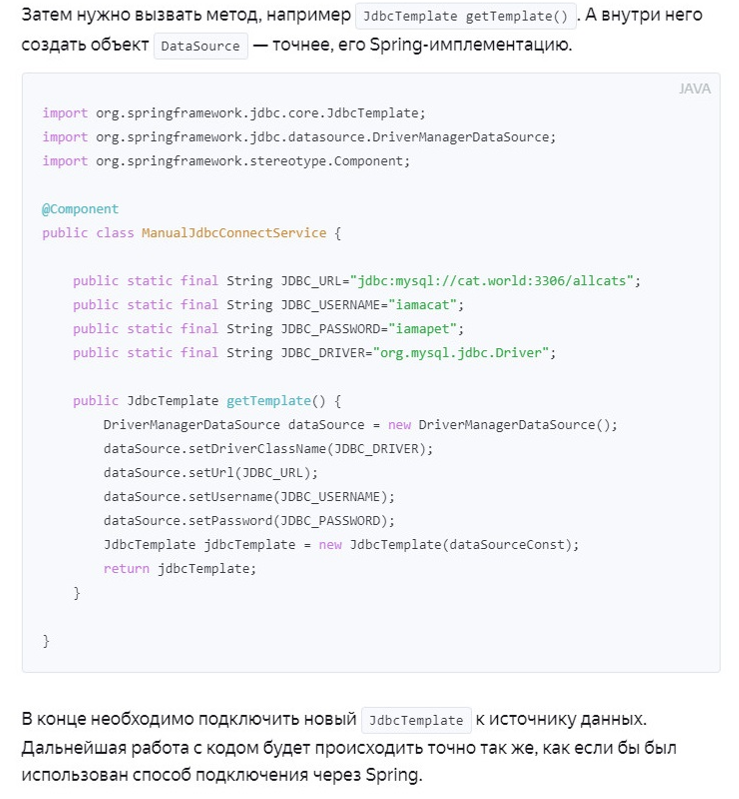 Затем нужно вызвать метод, например JdbcTemplate getTemplate() . А внутри него
создать объект DataSource — точнее, его Spring-имплементацию.
JAVA
import org.springframework.jdbc.core.JdbcTemplate;
import org.springframework.jdbc.datasource.DriverManagerDataSource;
import org.springframework.stereotype.Component;
@Component
public class ManualJdbcConnectService {
public static final String JDBC_URL="jdbc:mysql://cat.world:3306/allcats";
public static final String JDBC_USERNAME="iamacat";
public static final String JDBC_PASSWORD="iamapet";
public static final String JDBC_DRIVER="org.mysql.jdbc.Driver";
public JdbcTemplate getTemplate() {
DriverManagerDataSource dataSource = new DriverManagerDataSource();
dataSource.setDriverClassName(JDBC_DRIVER);
dataSource.setUrl(JDBC_URL);
dataSource.setUsername(JDBC_USERNAME);
dataSource.setPassword(JDBC_PASSWORD);
JdbcTemplate jdbcTemplate = new JdbcTemplate(dataSourceConst);
return jdbcTemplate;
}
}
В конце необходимо подключить новый JdbcTemplate к источнику данных.
Дальнейшая работа с кодом будет происходить точно так же, как если бы был
использован способ подключения через Spring.